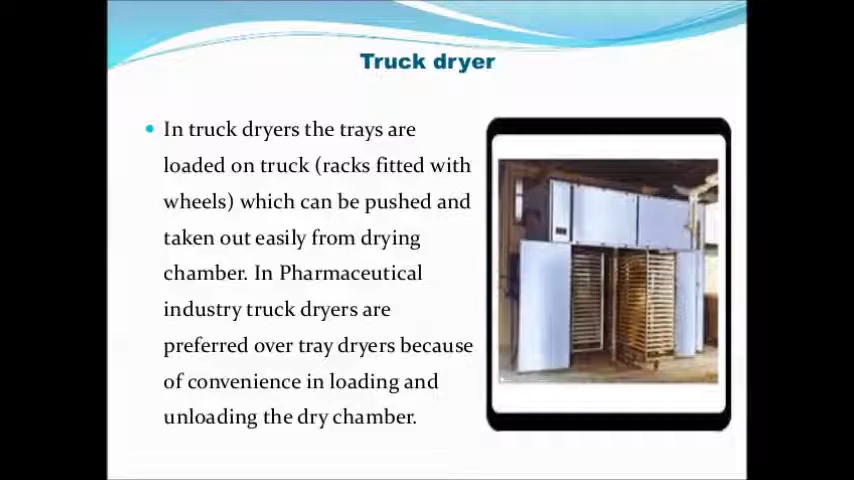 Truck dryer
In truck dryers the trays are
loaded on truck (racks fitted with
wheels) which can be pushed and
taken out easily from drying
chamber. In Pharmaceutical
industry truck dryers are
preferred over tray dryers because
of convenience in loading and
unloading the dry chamber.